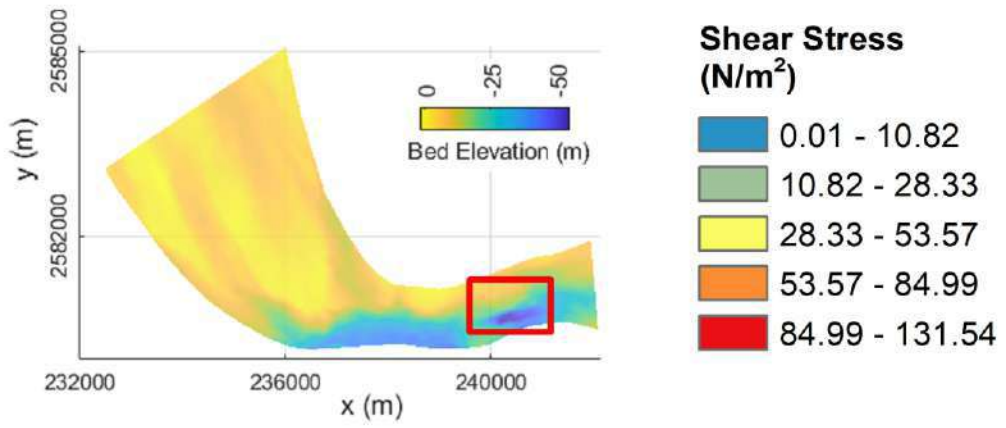 2585000
2582000
y (m)
0
-25
-50
Bed Elevation (m)
232000
236000
240000
x (m)
Shear Stress
(N/m²)
0.01 - 10.82
10.82 - 28.33
28.33 - 53.57
53.57 - 84.99
84.99 - 131.54